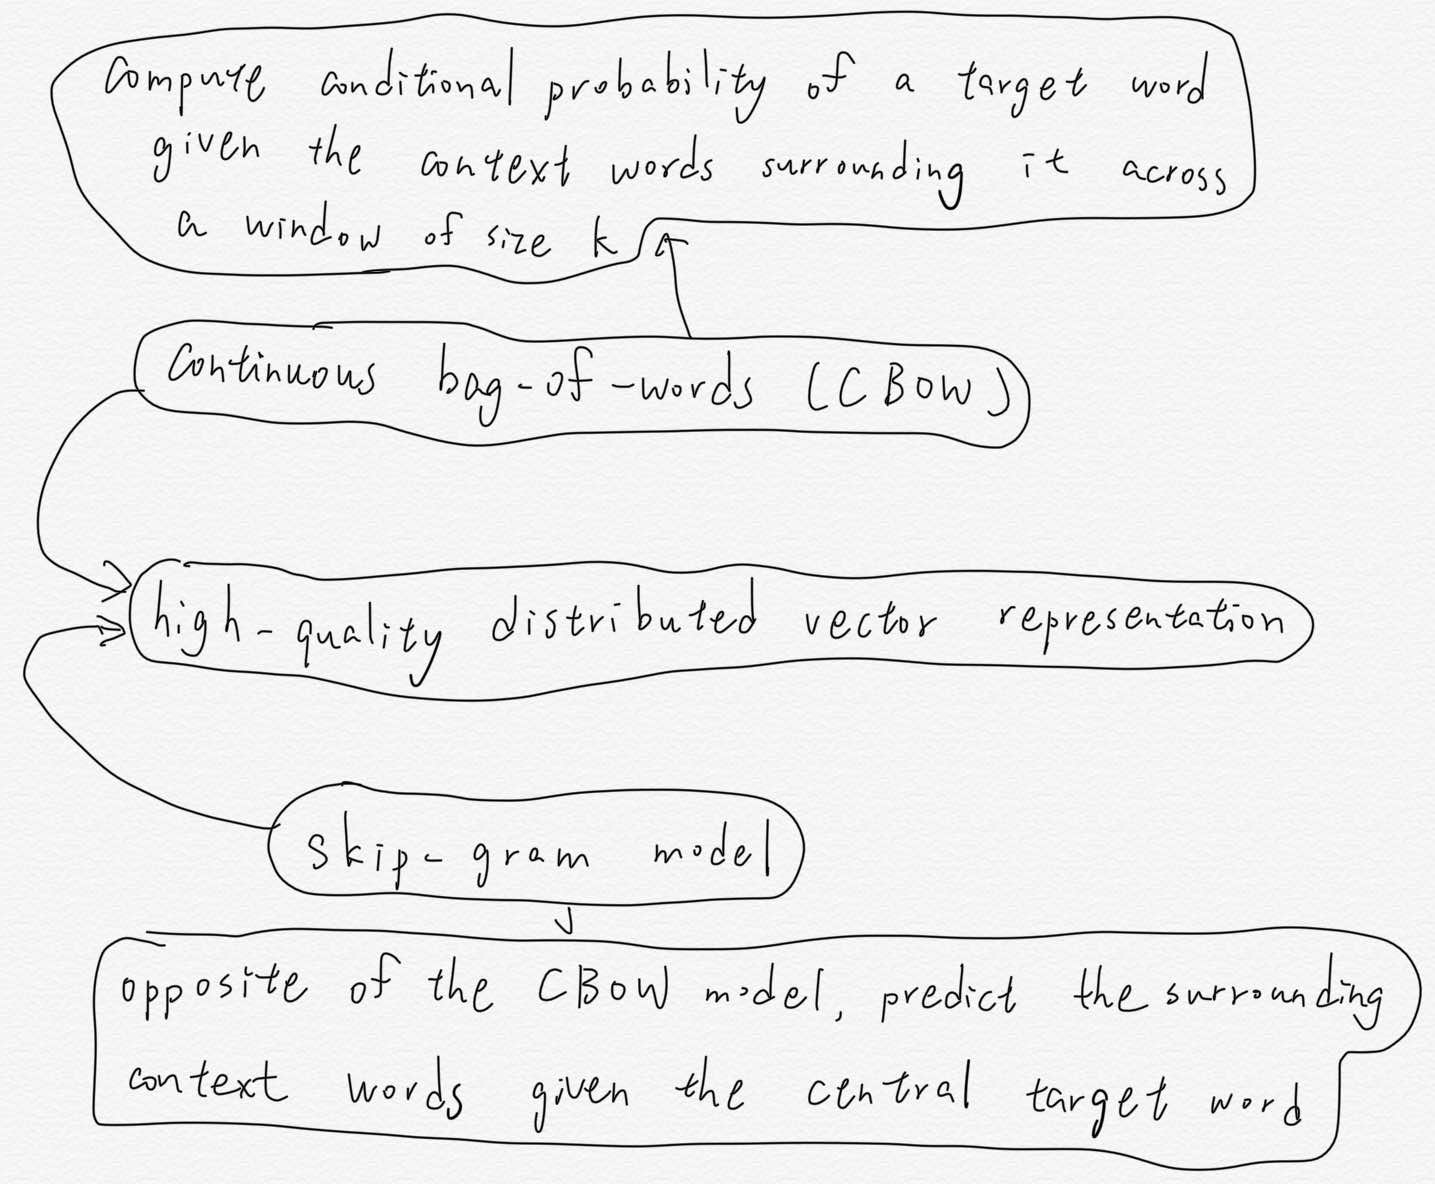 Compute conditional probability of a target word
given the context words surrounding it across
a window of size k
Continuous bag-of-words (CBOW)
high-quality distributed vector representation
skip-gram model
opposite of the CBOW model, predict the surrounding
context words given the central target word